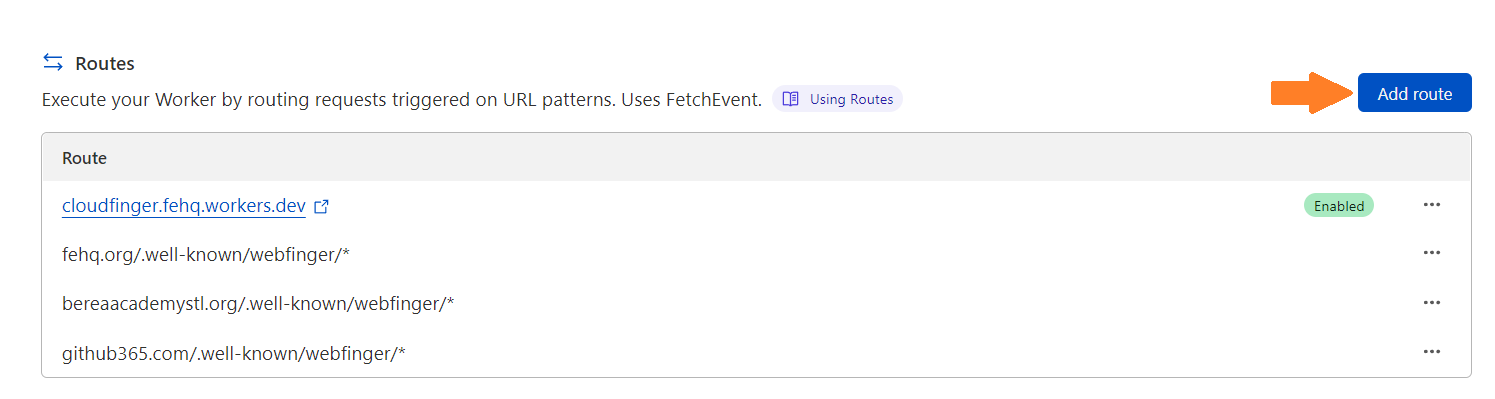 Routes
Execute your Worker by routing requests triggered on URL patterns. Uses FetchEvent. Using Routes
Add route
Route
cloudfinger.fehq.workers.dev Enabled
fehq.org/.well-known/webfinger/*
bereaacademystl.org/.well-known/webfinger/*
github365.com/.well-known/webfinger/*